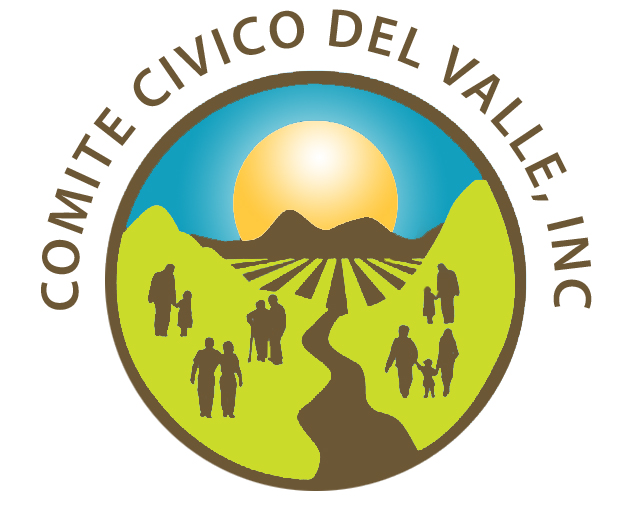 COMITE CIVICO DEL VALLE, INC